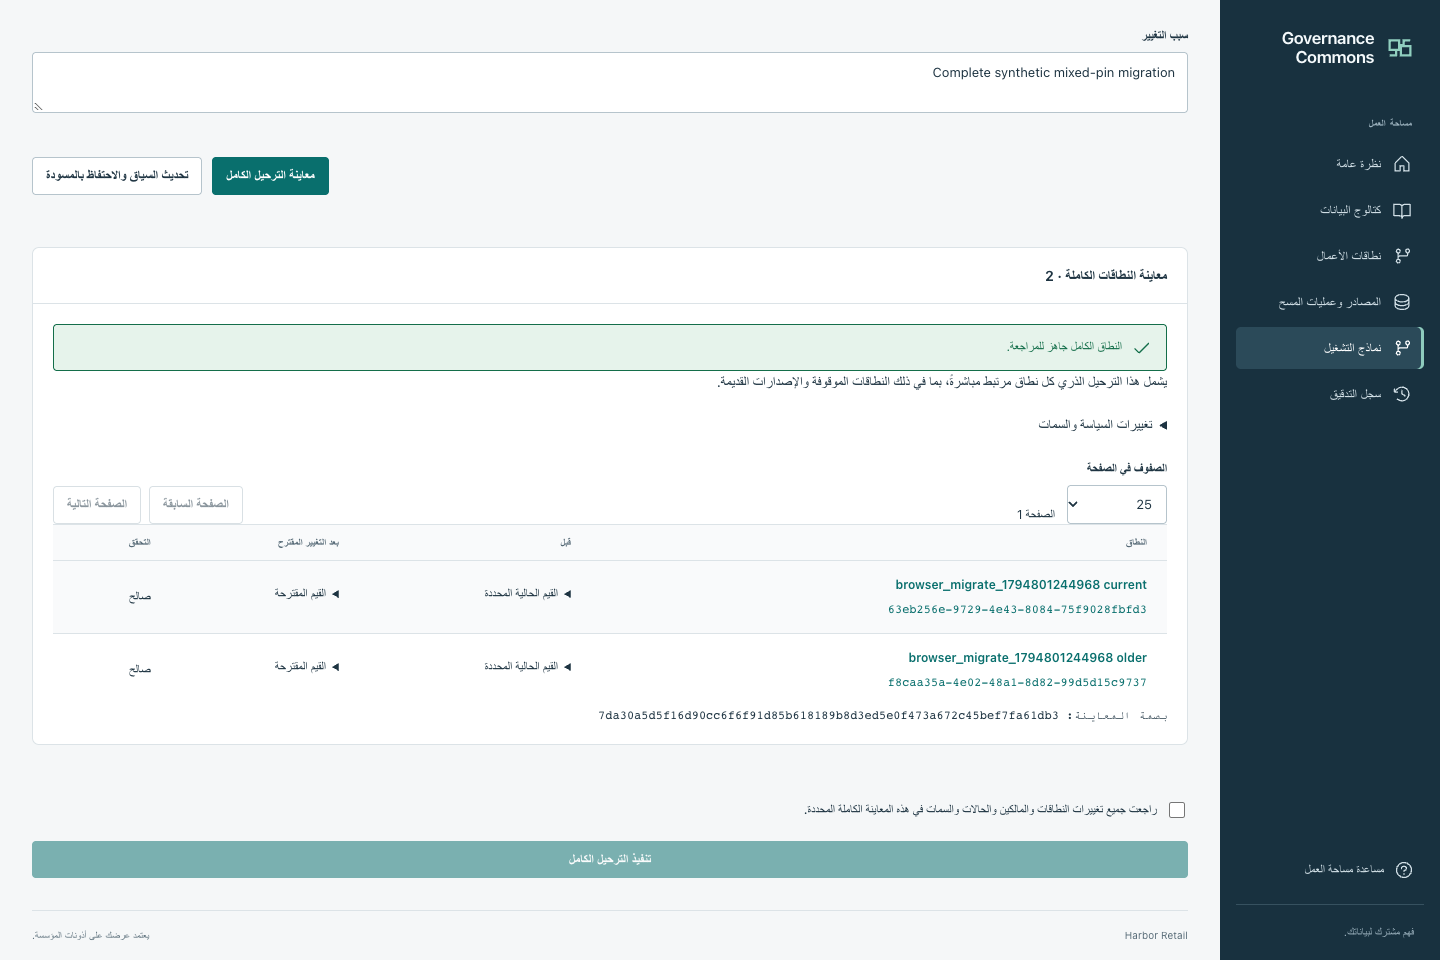 Governance
Commons
مساحة العمل
نظرة عامة
كتالوج البيانات
نطاقات الأعمال
المصادر وعمليات المسح
نماذج التشغيل
سجل التدقيق
مساعدة مساحة العمل
فهم مشترك لبياناتك.
سبب التغيير
Complete synthetic mixed-pin migration
معاينة الترحيل الكامل
تحديث السياق والاحتفاظ بالمسودة
معاينة النطاقات الكاملة · 2
النطاق الكامل جاهز للمراجعة.
يشمل هذا الترحيل الذري كل نطاق مرتبط مباشرةً، بما في ذلك النطاقات الموقوفة والإصدارات القديمة.
تغييرات السياسة والسمات
الصفوف في الصفحة
25
الصفحة 1
الصفحة السابقة
الصفحة التالية
النطاق قبل بعد التغيير المقترح التحقق
browser_migrate_1794801244968 current
63eb256e-9729-4e43-8084-75f9028fbfd3
القيم الحالية المحددة
القيم المقترحة
صالح
browser_migrate_1794801244968 older
f8caa35a-4e02-48a1-8d82-99d5d15c9737
القيم الحالية المحددة
القيم المقترحة
صالح
بصمة المعاينة: 7da30a5d5f16d90cc6f6f91d85b618189b8d3ed5e0f473a672c45bef7fa61db3
راجعت جميع تغييرات النطاقات والمالكين والحالات والسمات في هذه المعاينة الكاملة المحددة.
تنفيذ الترحيل الكامل
Harbor Retail
يعتمد عرضك على أذونات المؤسسة.